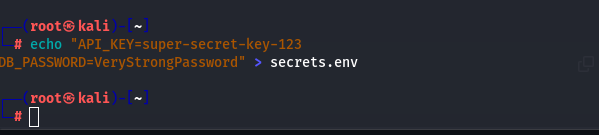 ┌──(root㉿kali)-[~]
└─# echo "API_KEY=super-secret-key-123
DB_PASSWORD=VeryStrongPassword" > secrets.env
┌──(root㉿kali)-[~]
└─#